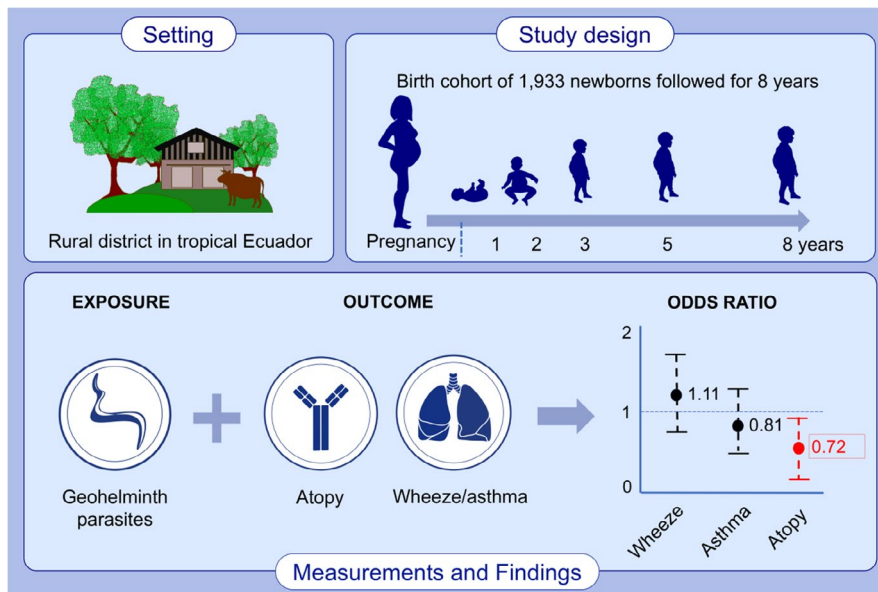 Setting
Study design
Rural district in tropical Ecuador
Birth cohort of 1,933 newborns followed for 8 years
Pregnancy
1
2
3
5
8 years
EXPOSURE
OUTCOME
ODDS RATIO
Geohelminth
parasites
Atopy
Wheeze/asthma
2
1
0
1.11
0.81
0.72
Wheeze
Asthma
Atopy
Measurements and Findings